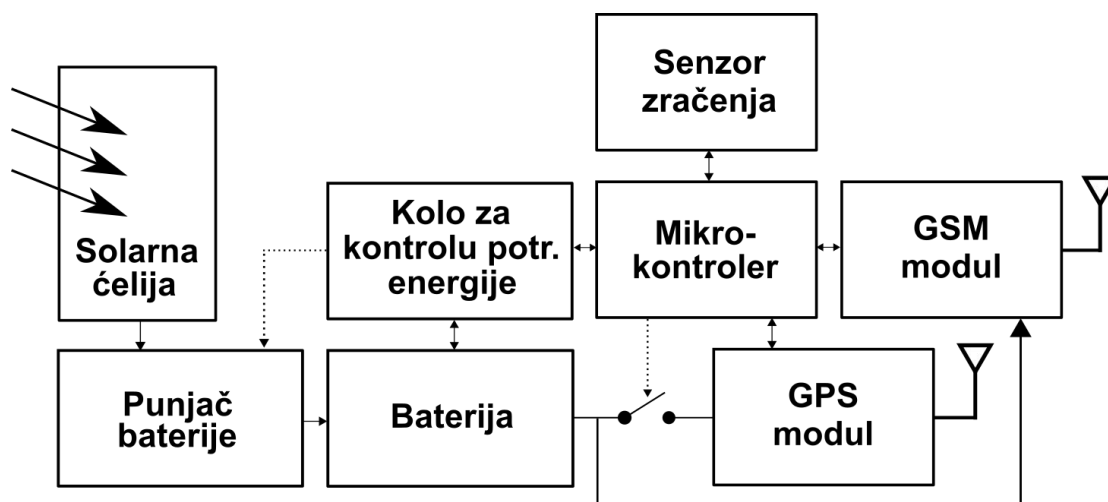 Senzor
zračenja
Solarna
ćelija
Kolo za
kontrolu potr.
energije
Mikro-
kontroler
GSM
modul
Punjač
baterije
Baterija
GPS
modul